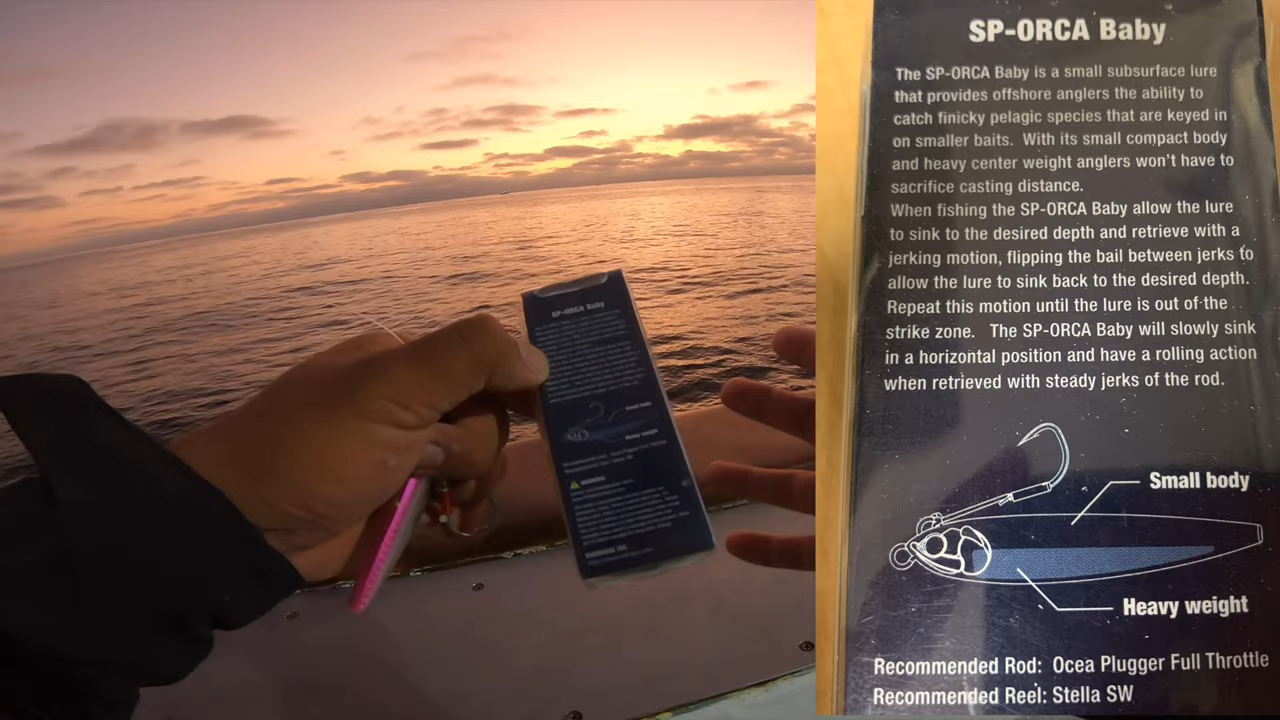 SP-ORCA Baby
Small body
Heavy weight
WARNING
SP-ORCA Baby
The SP-ORCA Baby is a small subsurface lure
that provides offshore anglers the ability to
catch finicky pelagic species that are keyed in
on smaller baits. With its small compact body
and heavy center weight anglers won't have to
sacrifice casting distance.
When fishing the SP-ORCA Baby allow the lure
to sink to the desired depth and retrieve with a
jerking motion, flipping the bail between jerks to
allow the lure to sink back to the desired depth.
Repeat this motion until the lure is out of the
strike zone. The SP-ORCA Baby will slowly sink
in a horizontal position and have a rolling action
when retrieved with steady jerks of the rod.
Small body
Heavy weight
Recommended Rod: Ocea Plugger Full Throttle
Recommended Reel: Stella SW